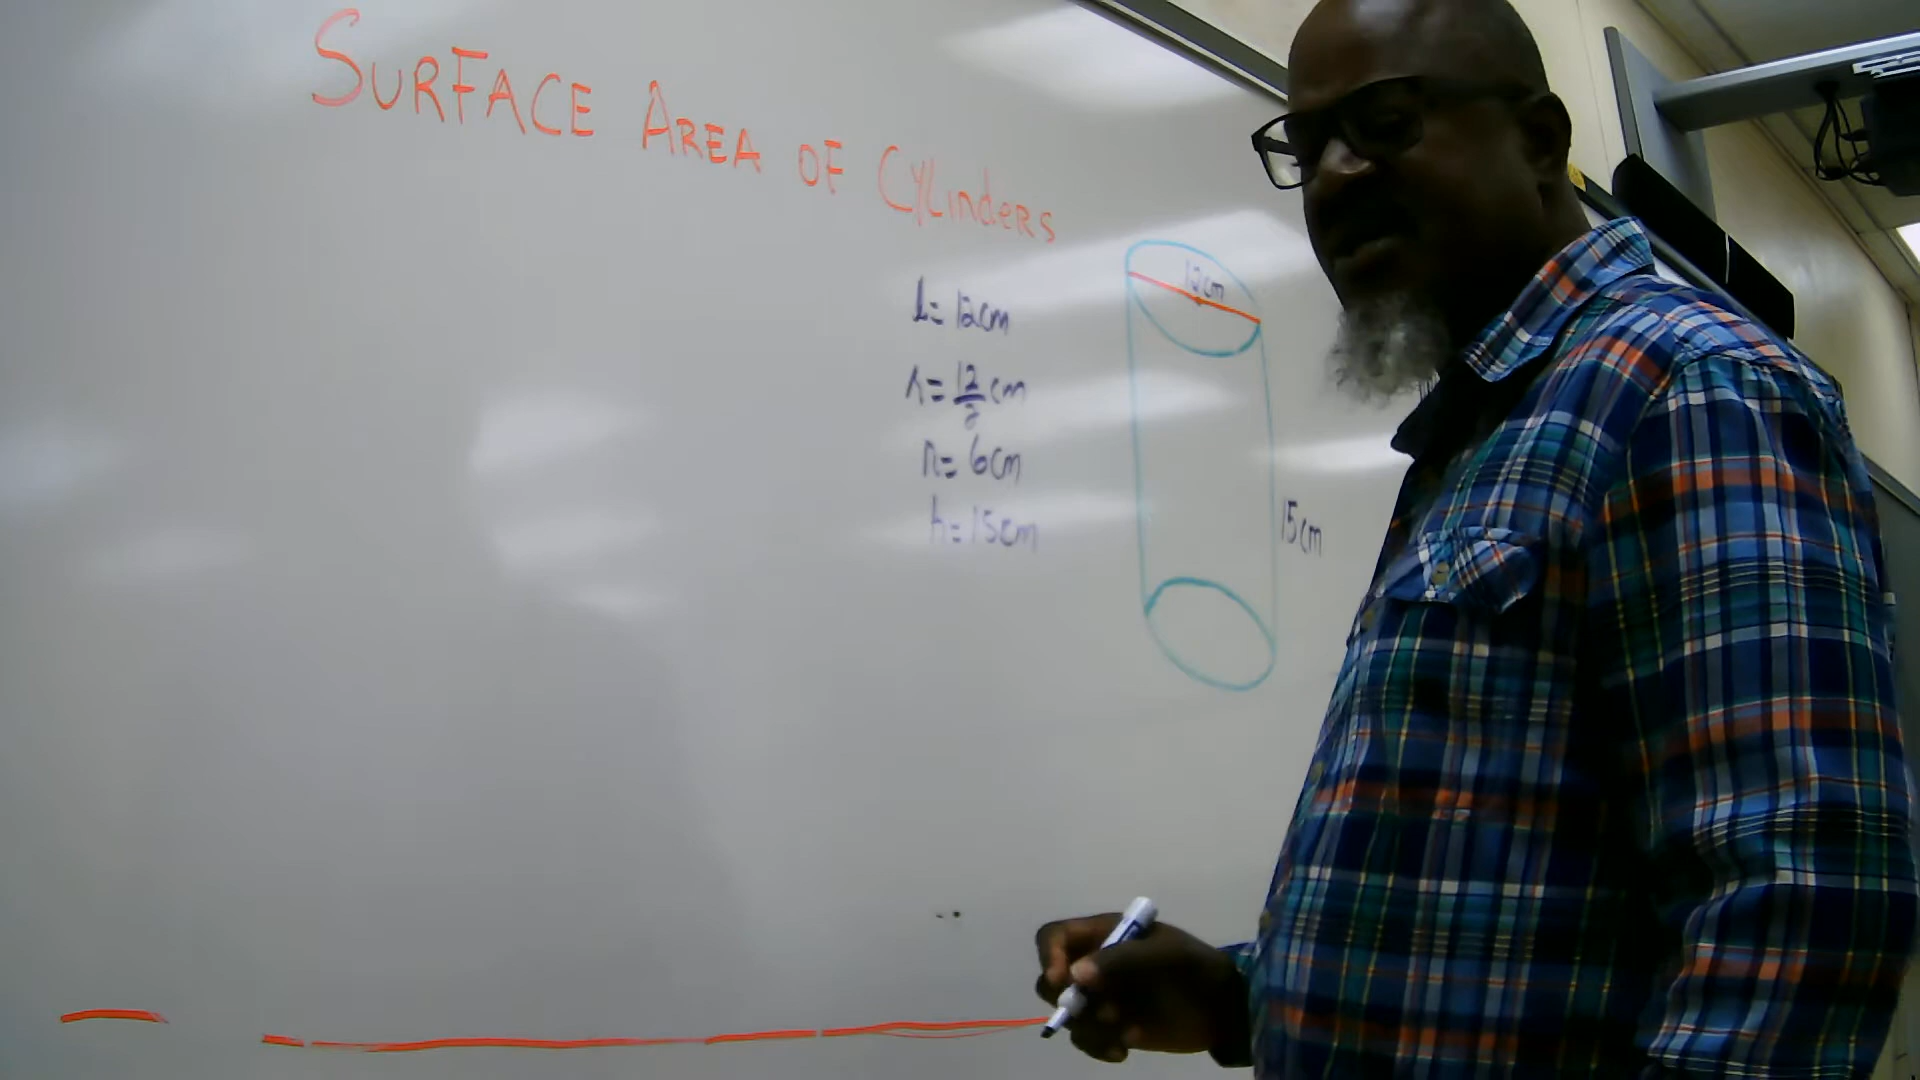 SURFACE AREA OF CYLINDERS
d = 12cm
r = 12/2 cm
r = 6cm
h = 15cm
12cm
15cm